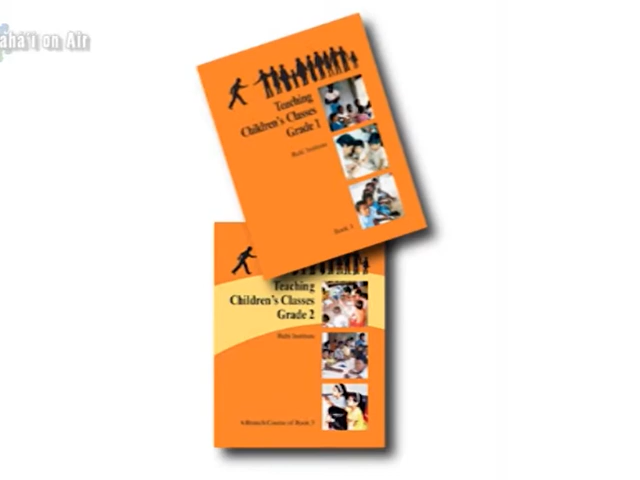 ahá'í on Air
Teaching
Children's Classes
Grade 1
Ruhi Institute
Book 3
Teaching
Children's Classes
Grade 2
Ruhi Institute
A Branch Course of Book 3